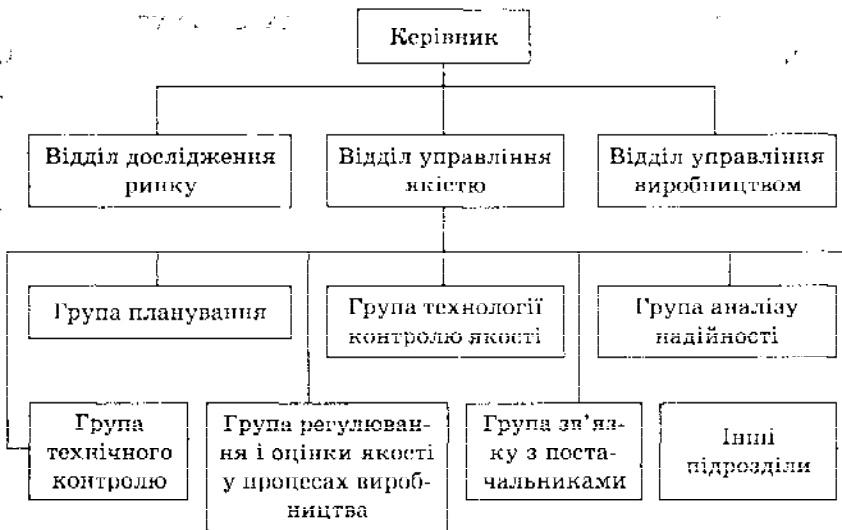 Керівник
Відділ дослідження
ринку
Відділ управління
якістю
Відділ управління
виробництвом
Група планування
Група технології
контролю якості
Група аналізу
надійності
Група
технічного
контролю
Група регулюван-
ня і оцінки якості
у процесах вироб-
ництва
Група зв'яз-
ку з поста-
чальниками
Інші
підрозділи